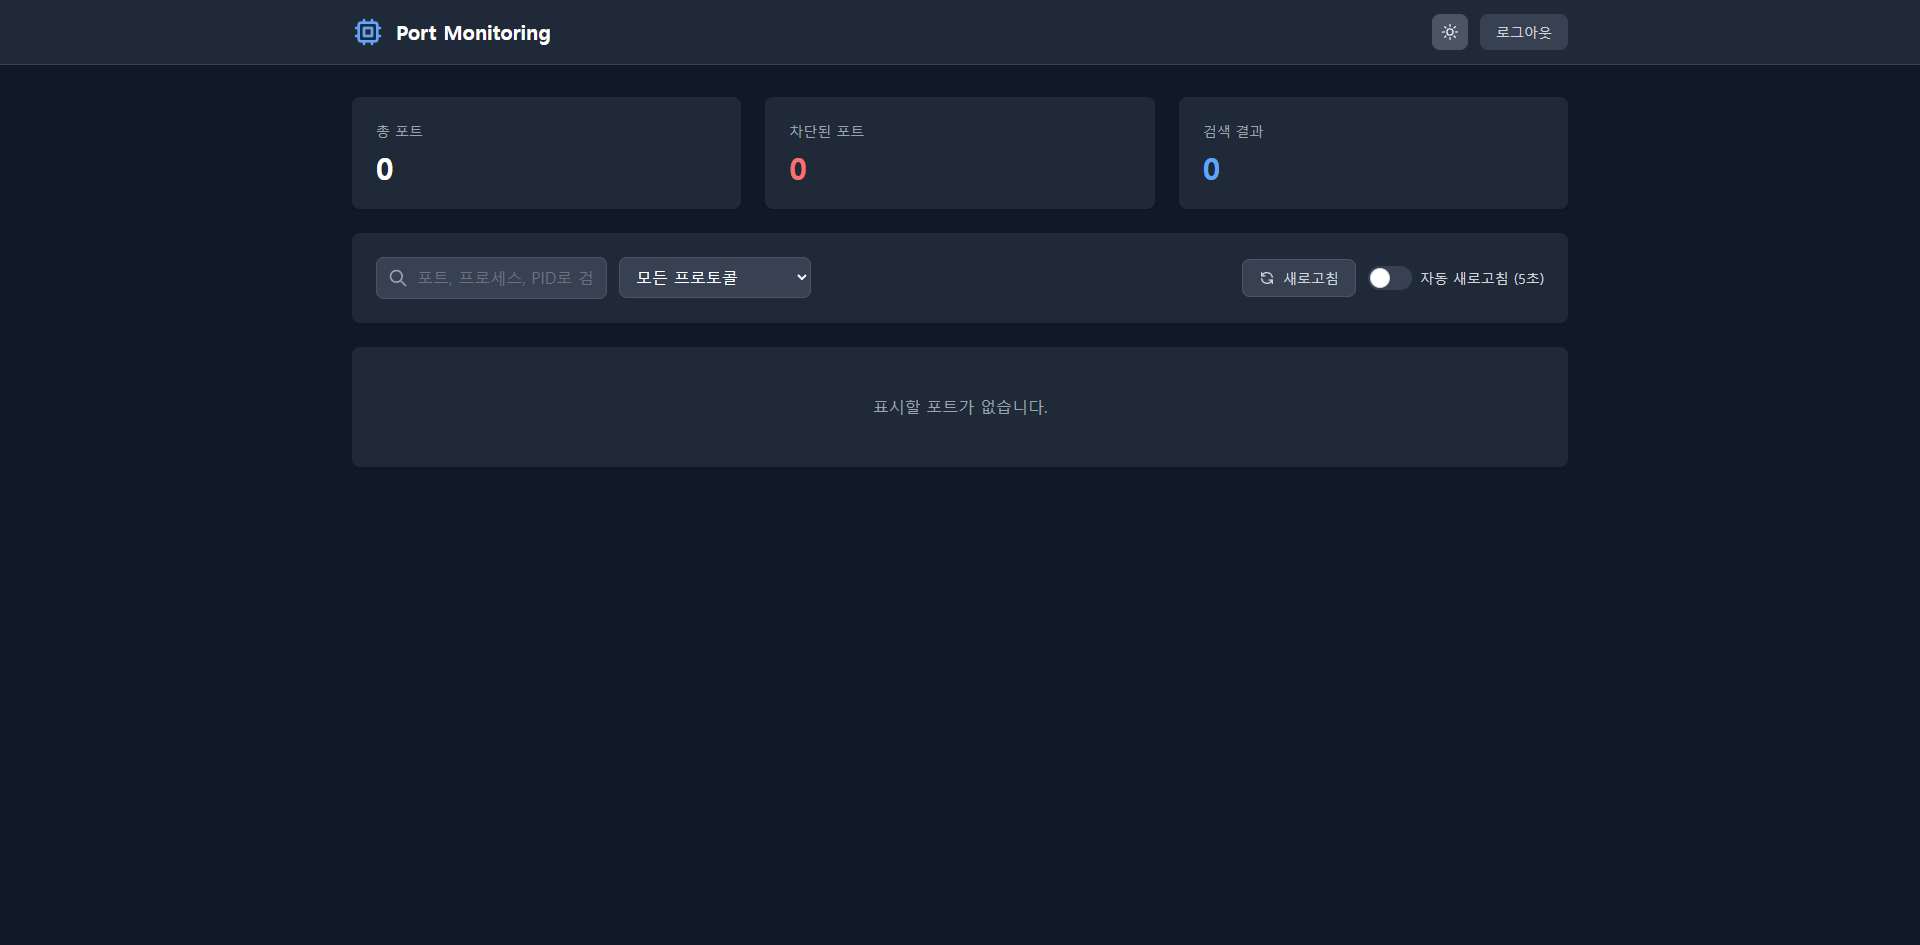 Port Monitoring
로그아웃
총 포트
0
차단된 포트
0
검색 결과
0
포트, 프로세스, PID로 검
모든 프로토콜
새로고침
자동 새로고침 (5초)
표시할 포트가 없습니다.